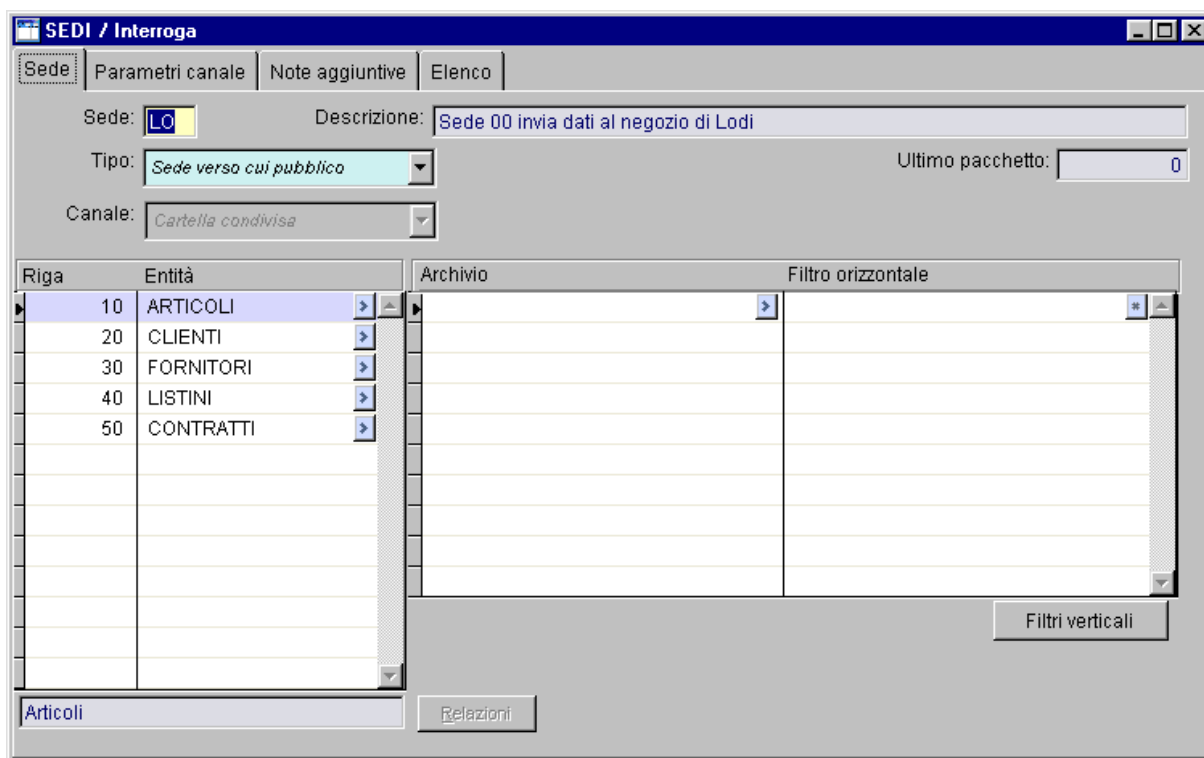 SEDI / Interroga
Sede Parametri canale Note aggiuntive Elenco
Sede: LO Descrizione: Sede 00 invia dati al negozio di Lodi
Tipo: Sede verso cui pubblico Ultimo pacchetto: 0
Canale: Cartella condivisa
Riga Entità Archivio Filtro orizzontale
10 ARTICOLI
20 CLIENTI
30 FORNITORI
40 LISTINI
50 CONTRATTI
Filtri verticali
Articoli Relazioni